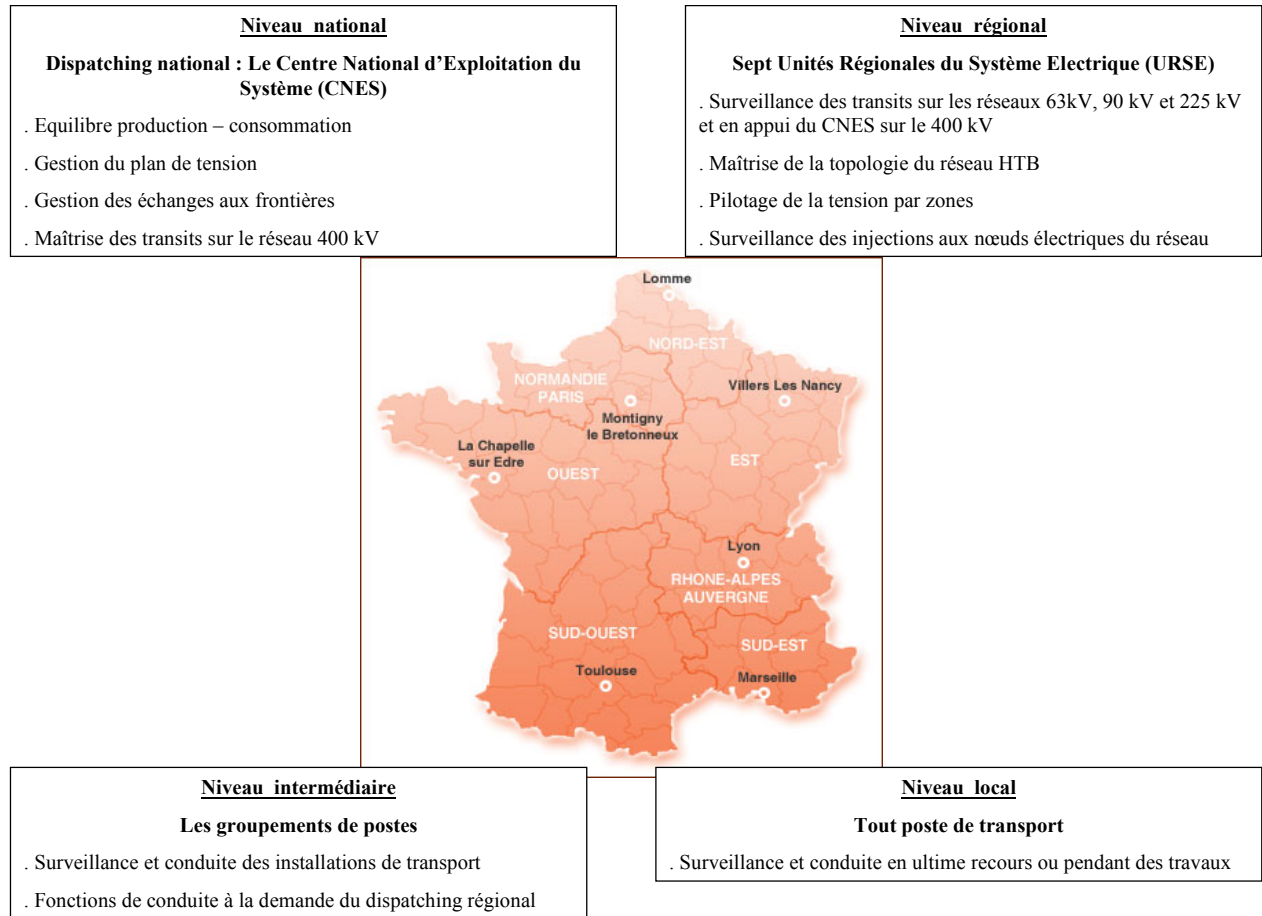 Niveau national
Dispatching national : Le Centre National d’Exploitation du
Système (CNES)
. Equilibre production – consommation
. Gestion du plan de tension
. Gestion des échanges aux frontières
. Maîtrise des transits sur le réseau 400 kV
Niveau régional
Sept Unités Régionales du Système Electrique (URSE)
. Surveillance des transits sur les réseaux 63kV, 90 kV et 225 kV
et en appui du CNES sur le 400 kV
. Maîtrise de la topologie du réseau HTB
. Pilotage de la tension par zones
. Surveillance des injections aux nœuds électriques du réseau
Lomme
NORD-EST
NORMANDIE
PARIS
Villers Les Nancy
Montigny
le Bretonneux
La Chapelle
sur Edre
OUEST
EST
Lyon
RHONE-ALPES
AUVERGNE
SUD-OUEST
SUD-EST
Toulouse
Marseille
Niveau intermédiaire
Les groupements de postes
. Surveillance et conduite des installations de transport
. Fonctions de conduite à la demande du dispatching régional
Niveau local
Tout poste de transport
. Surveillance et conduite en ultime recours ou pendant des travaux